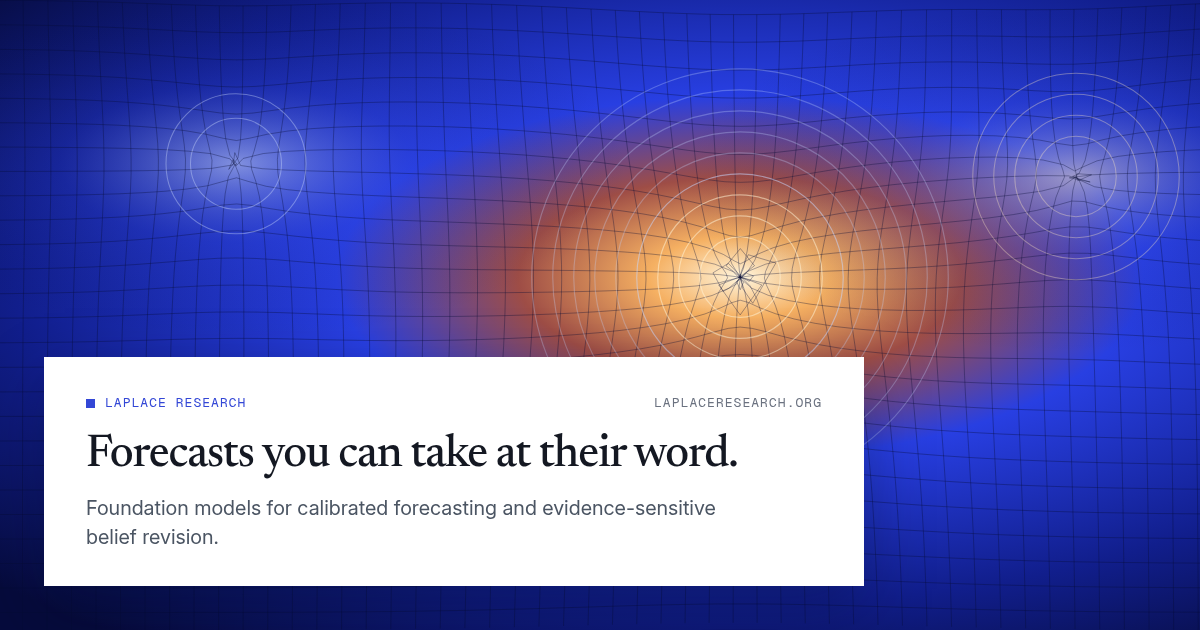 LAPLACE RESEARCH
LAPLACERESEARCH.ORG
Forecasts you can take at their word.
Foundation models for calibrated forecasting and evidence-sensitive
belief revision.